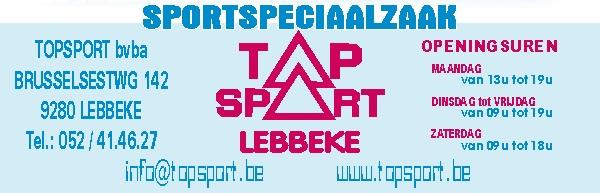 SPORTSPECIAALZAAK
TOPSPORT bvba
BRUSSELSESTWG 142
9280 LEBBEKE
Tel.: 052 / 41.46.27
TAP
SPORT
LEBBEKE
OPENINGSUREN
MAANDAG
van 13u tot 19u
DINSDAG tot VRIJDAG
van 09u tot 19u
ZATERDAG
van 09u tot 18u
info@topsport.be www.topsport.be